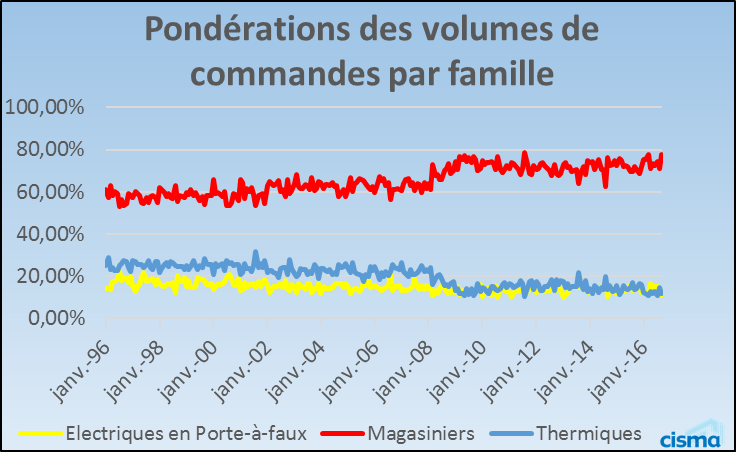 Pondérations des volumes de
commandes par famille
100,00%
80,00%
60,00%
40,00%
20,00%
0,00%
janv.-96
janv.-98
janv.-00
janv.-02
janv.-04
janv.-06
janv.-08
janv.-10
janv.-12
janv.-14
janv.-16
Electriques en Porte-à-faux
Magasiniers
Thermiques
cisma